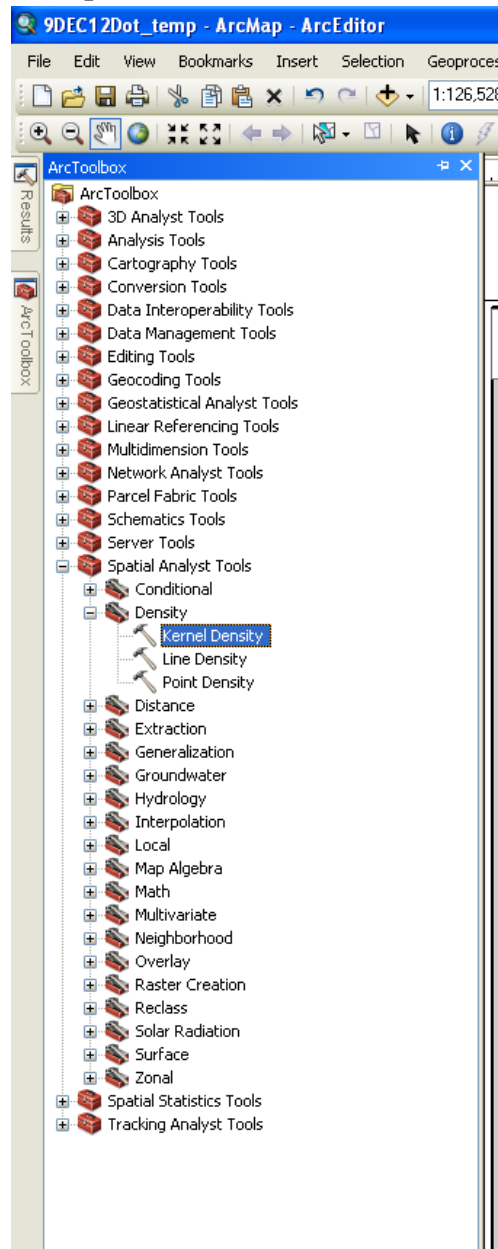 9DEC12Dot_temp - ArcMap - ArcEditor
File Edit View Bookmarks Insert Selection Geoproces
1:126,528
ArcToolbox
Results
ArcToolbox
ArcToolbox
3D Analyst Tools
Analysis Tools
Cartography Tools
Conversion Tools
Data Interoperability Tools
Data Management Tools
Editing Tools
Geocoding Tools
Geostatistical Analyst Tools
Linear Referencing Tools
Multidimension Tools
Network Analyst Tools
Parcel Fabric Tools
Schematics Tools
Server Tools
Spatial Analyst Tools
Conditional
Density
Kernel Density
Line Density
Point Density
Distance
Extraction
Generalization
Groundwater
Hydrology
Interpolation
Local
Map Algebra
Math
Multivariate
Neighborhood
Overlay
Raster Creation
Reclass
Solar Radiation
Surface
Zonal
Spatial Statistics Tools
Tracking Analyst Tools